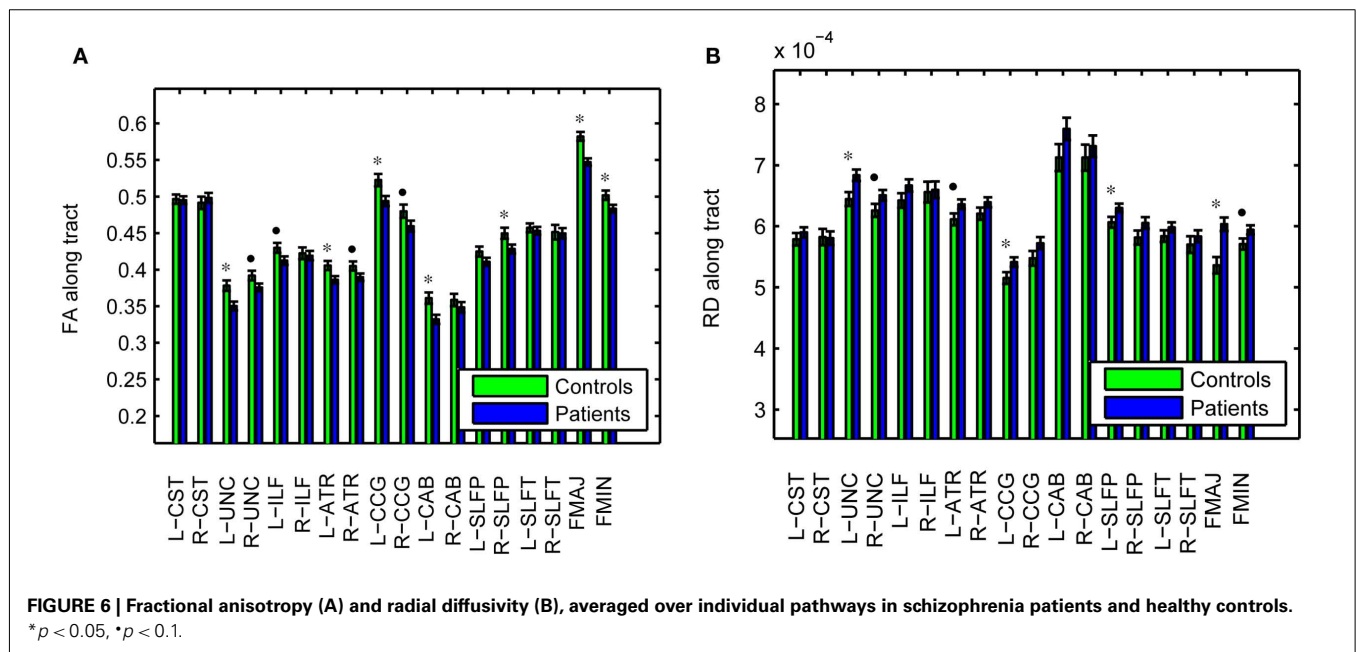 A
FA along tract
0.6
0.55
0.5
0.45
0.4
0.35
0.3
0.25
0.2
*
•
•
*
•
*
•
*
*
*
*
Controls
Patients
L−CST
R−CST
L−UNC
R−UNC
L−ILF
R−ILF
L−ATR
R−ATR
L−CCG
R−CCG
L−CAB
R−CAB
L−SLFP
R−SLFP
L−SLFT
R−SLFT
FMAJ
FMIN
B
x 10⁻⁴
RD along tract
8
7
6
5
4
3
*
•
•
*
*
*
•
Controls
Patients
L−CST
R−CST
L−UNC
R−UNC
L−ILF
R−ILF
L−ATR
R−ATR
L−CCG
R−CCG
L−CAB
R−CAB
L−SLFP
R−SLFP
L−SLFT
R−SLFT
FMAJ
FMIN
FIGURE 6 | Fractional anisotropy (A) and radial diffusivity (B), averaged over individual pathways in schizophrenia patients and healthy controls.
*p < 0.05, •p < 0.1.